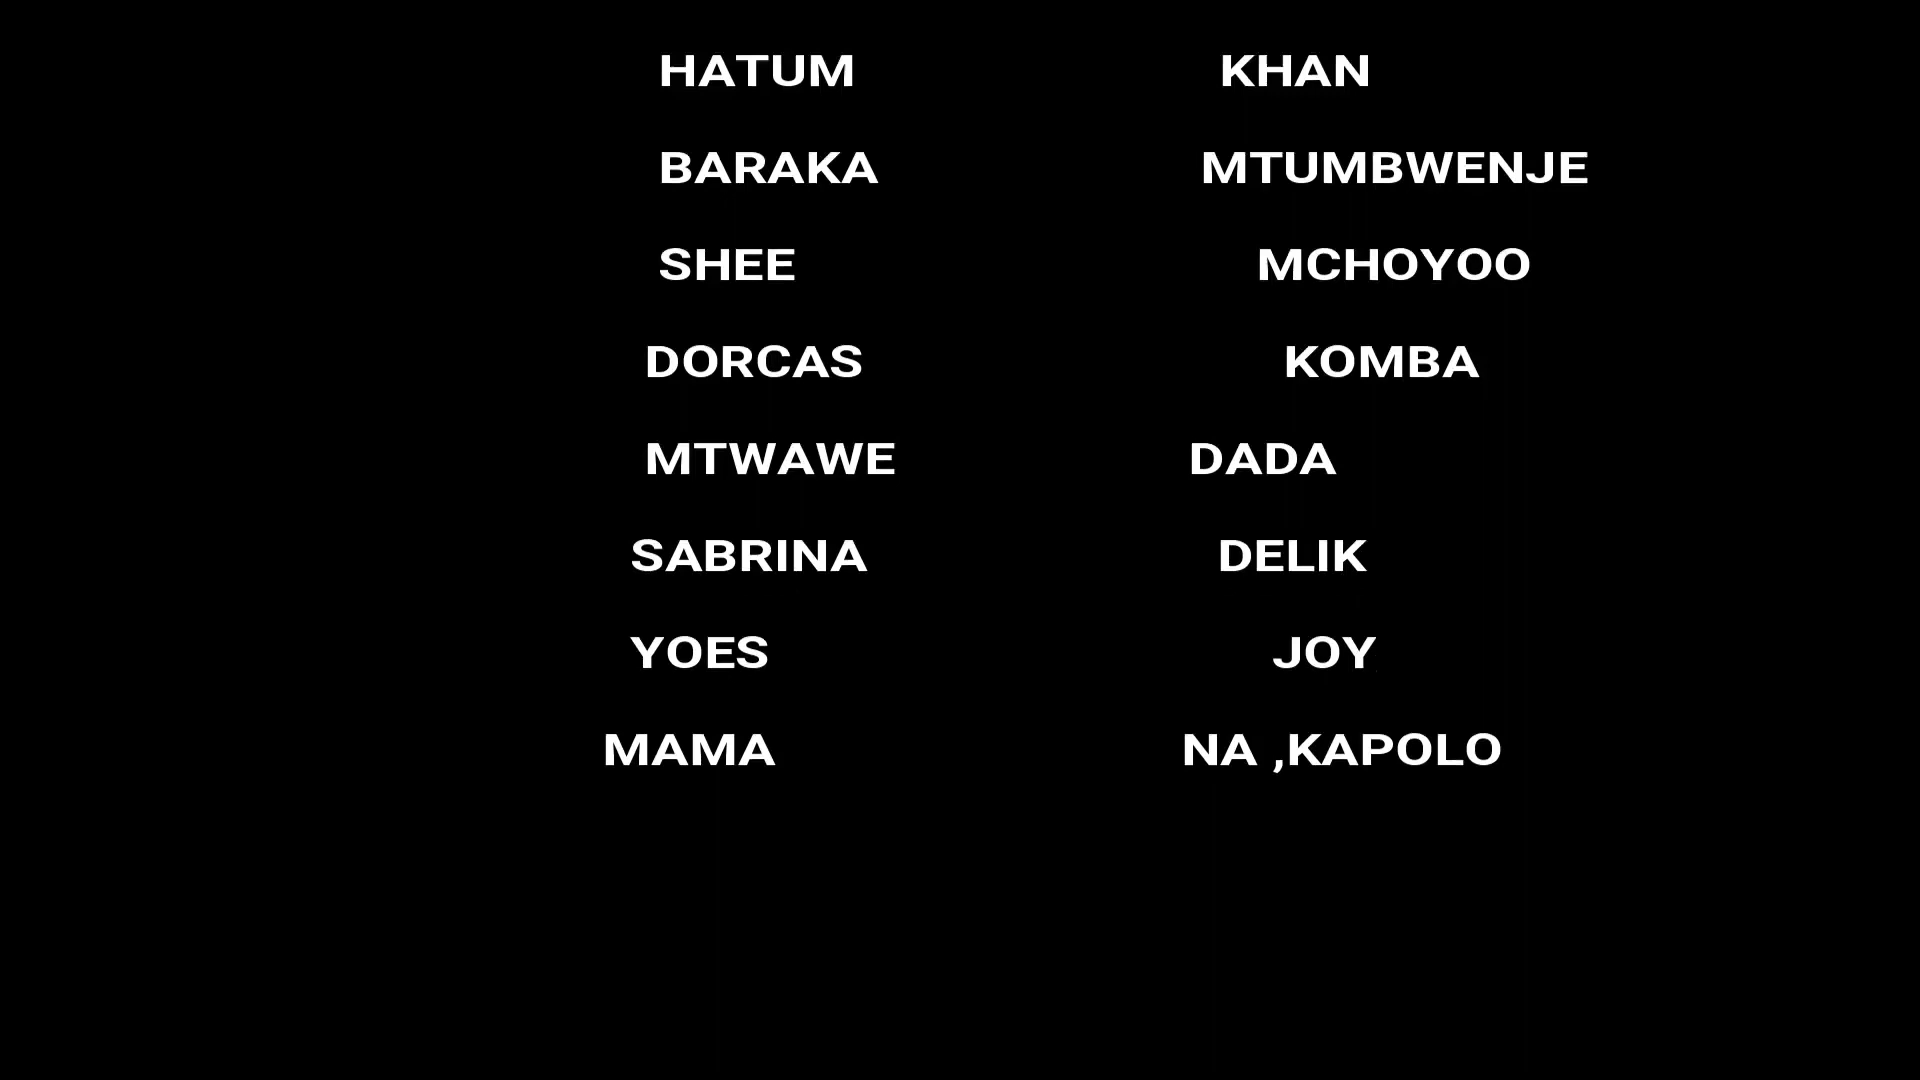 HATUM KHAN
BARAKA MTUMBWENJE
SHEE MCHOYOO
DORCAS KOMBA
MTWAWE DADA
SABRINA DELIK
YOES JOY
MAMA NA ,KAPOLO